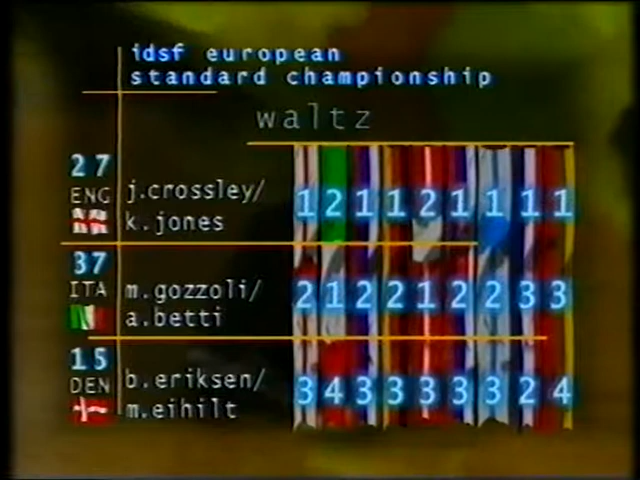 idsf european
standard championship
waltz
27
ENG j.crossley/
k.jones
1 2 1 1 2 1 1 1 1
37
ITA m.gozzoli/
a.betti
2 1 2 2 1 2 2 3 3
15
DEN b.eriksen/
m.eihilt
3 4 3 3 3 3 3 2 4